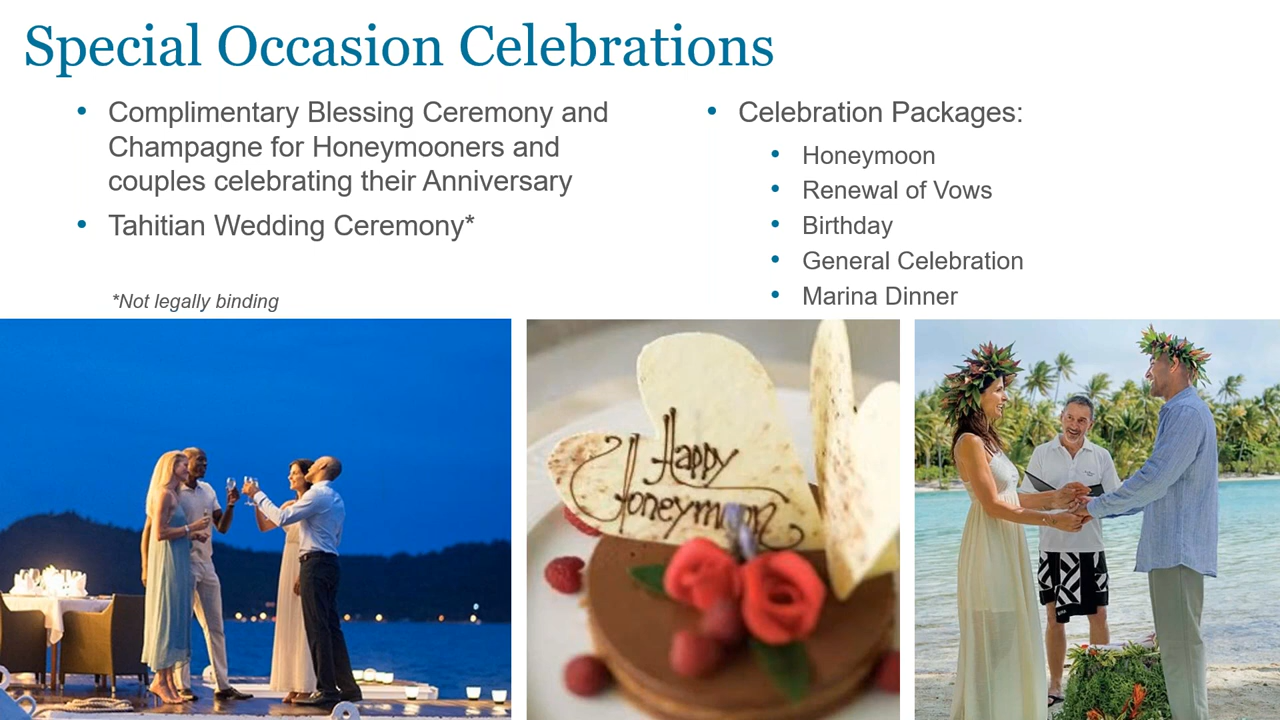 Special Occasion Celebrations
• Complimentary Blessing Ceremony and
Champagne for Honeymooners and
couples celebrating their Anniversary
• Tahitian Wedding Ceremony*
*Not legally binding
• Celebration Packages:
• Honeymoon
• Renewal of Vows
• Birthday
• General Celebration
• Marina Dinner
Happy
Honeymoon